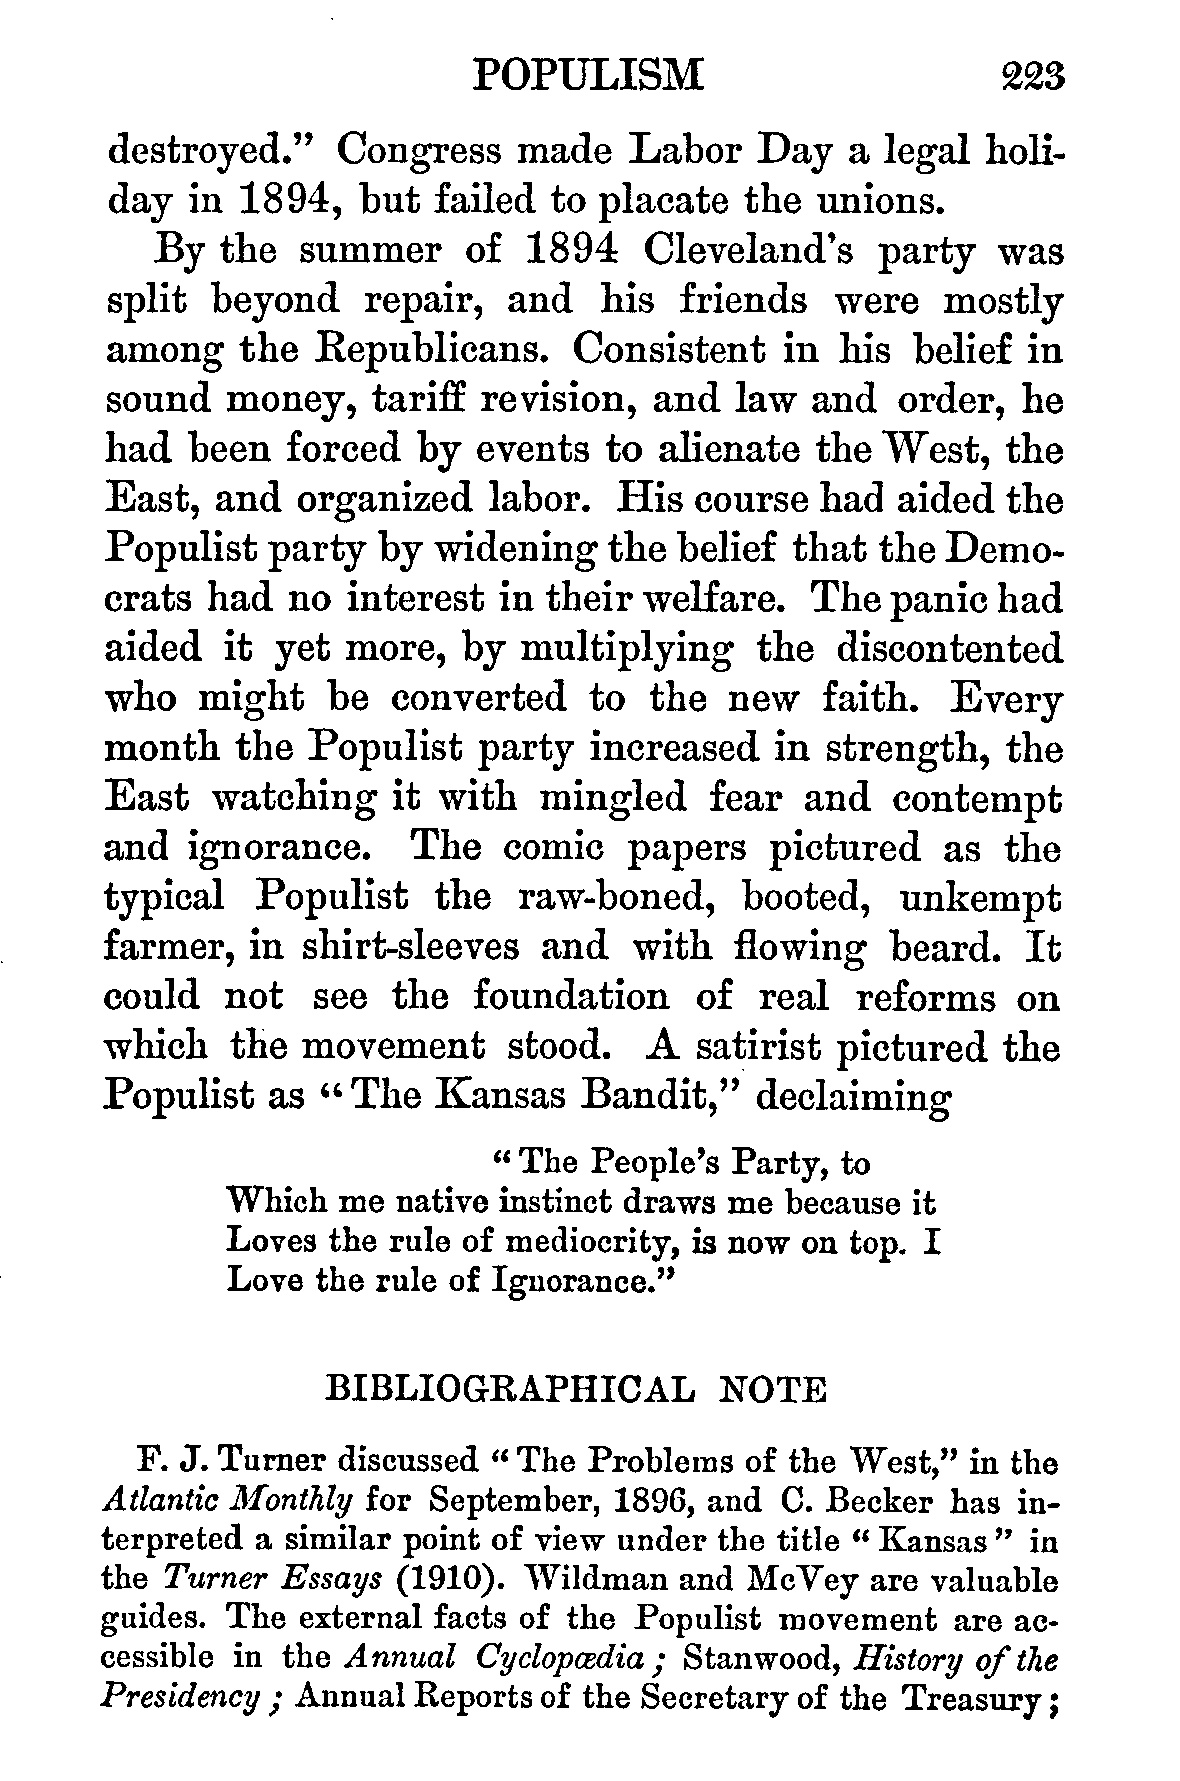 POPULISM 223
destroyed." Congress made Labor Day a legal holi-
day in 1894, but failed to placate the unions.
By the summer of 1894 Cleveland's party was
split beyond repair, and his friends were mostly
among the Republicans. Consistent in his belief in
sound money, tariff revision, and law and order, he
had been forced by events to alienate the West, the
East, and organized labor. His course had aided the
Populist party by widening the belief that the Demo-
crats had no interest in their welfare. The panic had
aided it yet more, by multiplying the discontented
who might be converted to the new faith. Every
month the Populist party increased in strength, the
East watching it with mingled fear and contempt
and ignorance. The comic papers pictured as the
typical Populist the raw-boned, booted, unkempt
farmer, in shirt-sleeves and with flowing beard. It
could not see the foundation of real reforms on
which the movement stood. A satirist pictured the
Populist as "The Kansas Bandit," declaiming
"The People's Party, to
Which me native instinct draws me because it
Loves the rule of mediocrity, is now on top. I
Love the rule of Ignorance."
BIBLIOGRAPHICAL NOTE
F. J. Turner discussed "The Problems of the West," in the
Atlantic Monthly for September, 1896, and C. Becker has in-
terpreted a similar point of view under the title "Kansas" in
the Turner Essays (1910). Wildman and McVey are valuable
guides. The external facts of the Populist movement are ac-
cessible in the Annual Cyclopædia; Stanwood, History of the
Presidency; Annual Reports of the Secretary of the Treasury;